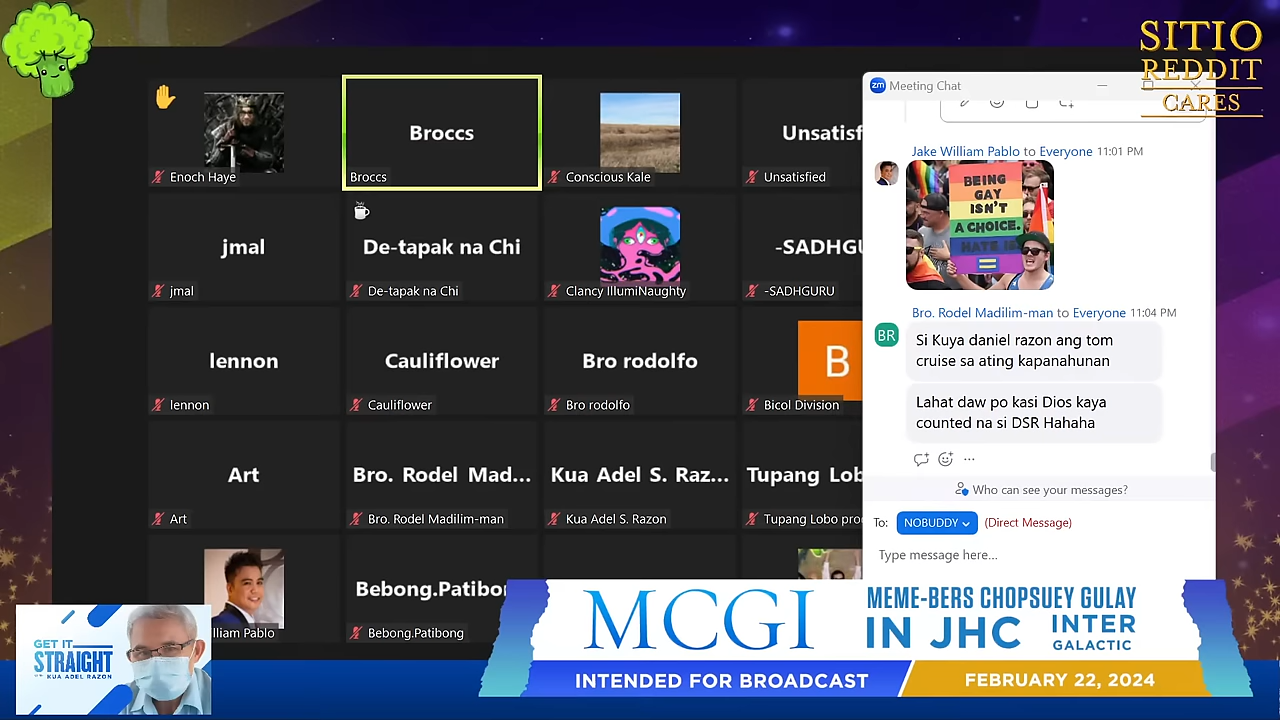 SITIO
REDDIT
CARES
Meeting Chat
zm
Enoch Haye
Broccs
Broccs
Conscious Kale
Unsatisf
Unsatisfied
jmal
jmal
De-tapak na Chi
De-tapak na Chi
Clancy IllumiNaughty
-SADHGU
-SADHGURU
lennon
lennon
Cauliflower
Cauliflower
Bro rodolfo
Bro rodolfo
B
Bicol Division
Art
Art
Bro. Rodel Mad...
Bro. Rodel Madilim-man
Kua Adel S. Raz...
Kua Adel S. Razon
Tupang Lob
Tupang Lobo pro
lliam Pablo
Bebong.Patibo
Bebong.Patibong
Jake William Pablo to Everyone 11:01 PM
BEING
GAY
ISN'T
A CHOICE.
HATE IS
Bro. Rodel Madilim-man to Everyone 11:04 PM
BR
Si Kuya daniel razon ang tom
cruise sa ating kapanahunan
Lahat daw po kasi Dios kaya
counted na si DSR Hahaha
Who can see your messages?
To: NOBUDDY (Direct Message)
Type message here...
GET IT
STRAIGHT
KUA ADEL RAZON
MCGI
MEME-BERS CHOPSUEY GULAY
IN JHC
INTER
GALACTIC
INTENDED FOR BROADCAST
FEBRUARY 22, 2024